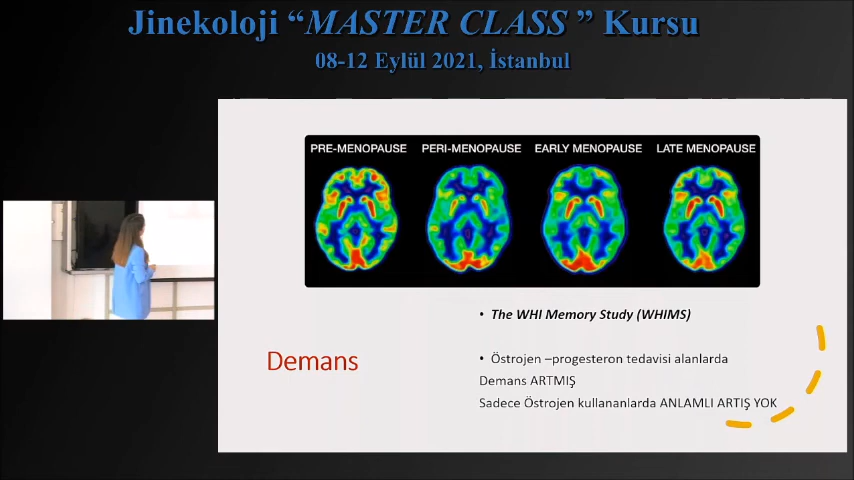 Jinekoloji “MASTER CLASS ” Kursu
08-12 Eylül 2021, İstanbul
PRE-MENOPAUSE PERI-MENOPAUSE EARLY MENOPAUSE LATE MENOPAUSE
• The WHI Memory Study (WHIMS)
Demans
• Östrojen –progesteron tedavisi alanlarda
Demans ARTMIŞ
Sadece Östrojen kullananlarda ANLAMLI ARTIŞ YOK